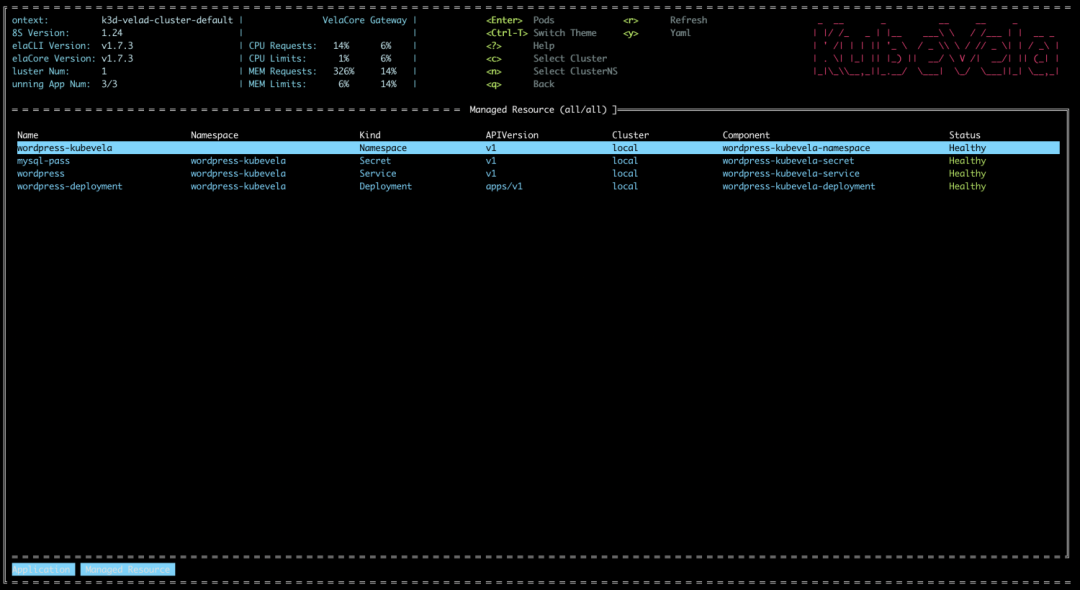 ontext: k3d-velad-cluster-default | VelaCore Gateway | <Enter> Pods <r> Refresh
8S Version: 1.24 | | <Ctrl-T> Switch Theme <y> Yaml
elaCLI Version: v1.7.3 | CPU Requests: 14% 6% | <?> Help
elaCore Version: v1.7.3 | CPU Limits: 1% 6% | <c> Select Cluster
luster Num: 1 | MEM Requests: 326% 14% | <n> Select ClusterNS
unning App Num: 3/3 | MEM Limits: 6% 14% | <q> Back
KubeVela
Managed Resource (all/all) ]
Name Namespace Kind APIVersion Cluster Component Status
wordpress-kubevela Namespace v1 local wordpress-kubevela-namespace Healthy
mysql-pass wordpress-kubevela Secret v1 local wordpress-kubevela-secret Healthy
wordpress wordpress-kubevela Service v1 local wordpress-kubevela-service Healthy
wordpress-deployment wordpress-kubevela Deployment apps/v1 local wordpress-kubevela-deployment Healthy
Application Managed Resource